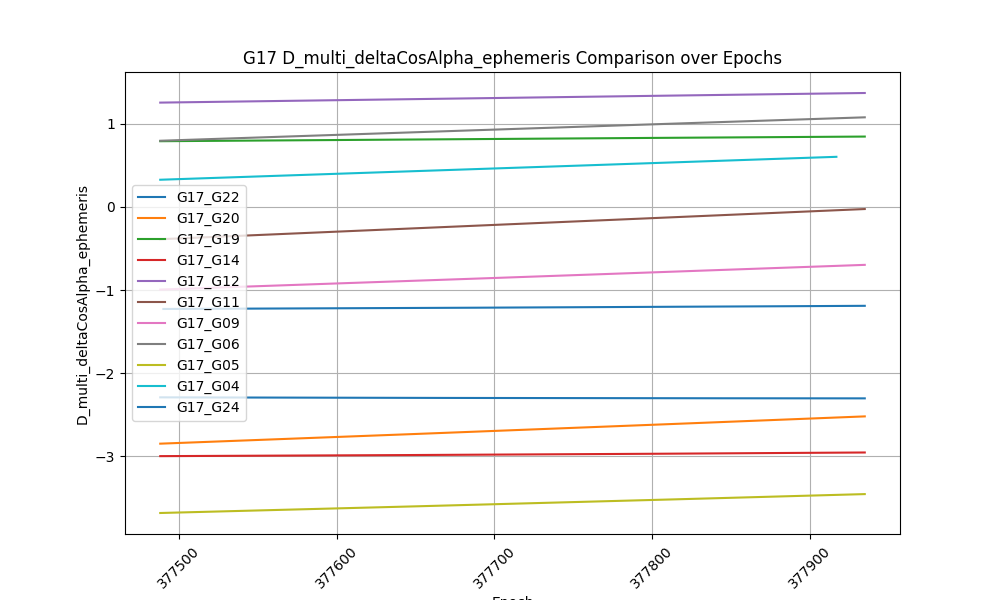 G17 D_multi_deltaCosAlpha_ephemeris Comparison over Epochs
D_multi_deltaCosAlpha_ephemeris
1
0
−1
−2
−3
G17_G22
G17_G20
G17_G19
G17_G14
G17_G12
G17_G11
G17_G09
G17_G06
G17_G05
G17_G04
G17_G24
377500
377600
377700
377800
377900
Epoch